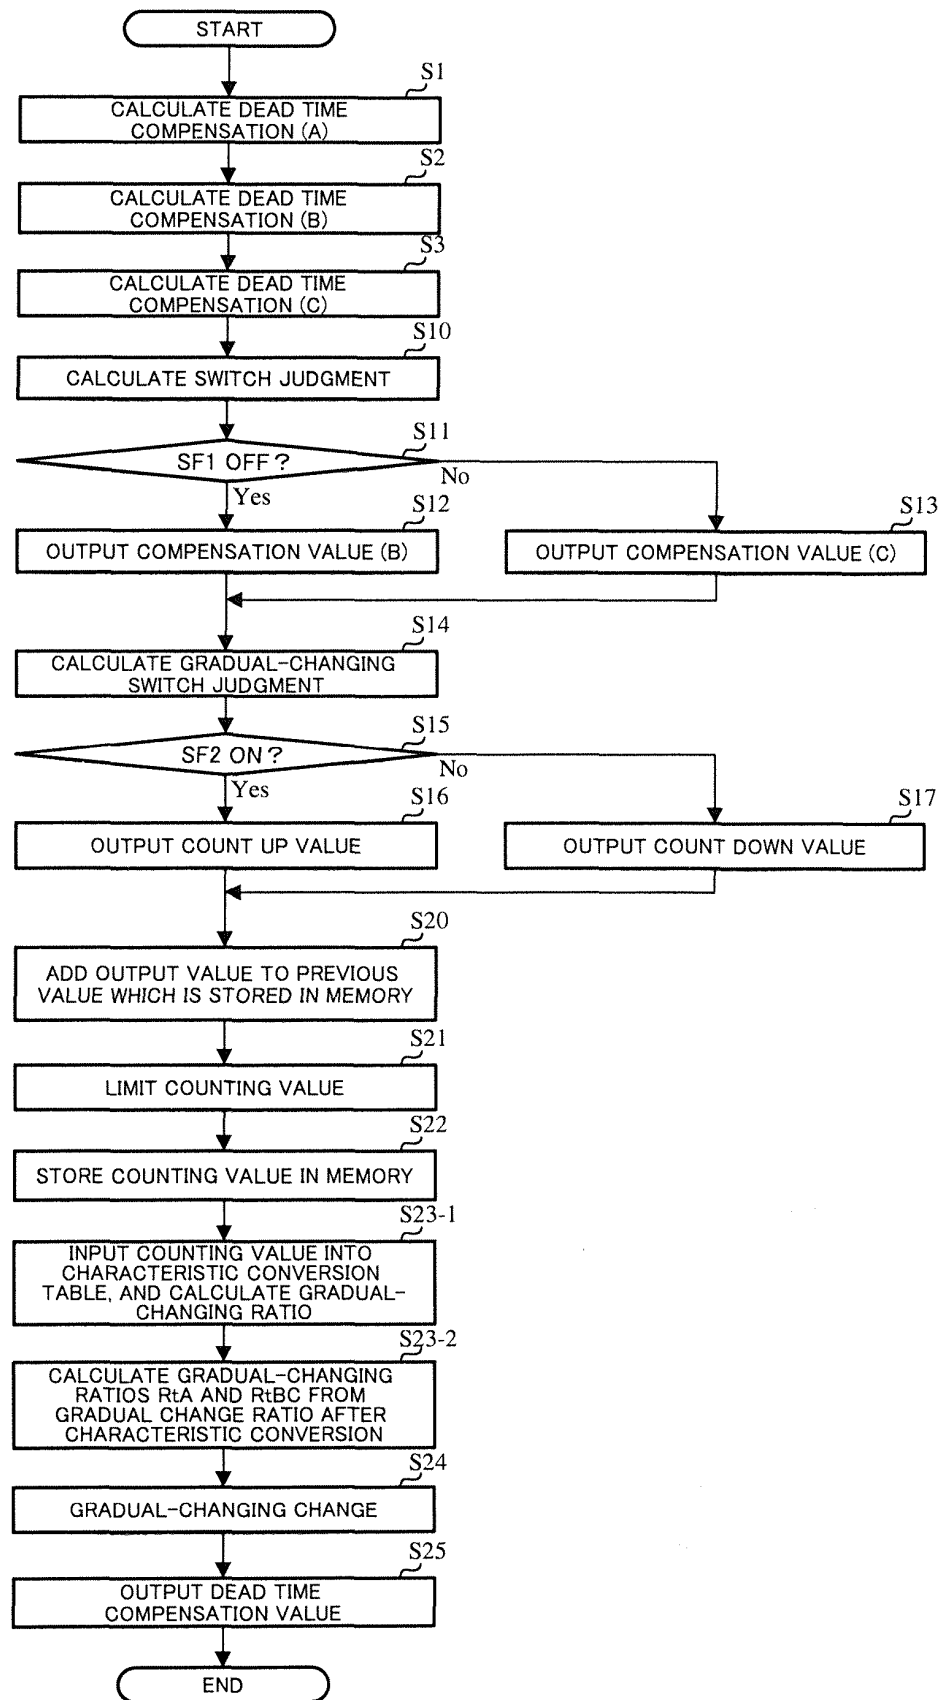 START
S1
CALCULATE DEAD TIME
COMPENSATION (A)
S2
CALCULATE DEAD TIME
COMPENSATION (B)
S3
CALCULATE DEAD TIME
COMPENSATION (C)
S10
CALCULATE SWITCH JUDGMENT
S11
SF1 OFF?
No
Yes
S12
OUTPUT COMPENSATION VALUE (B)
S13
OUTPUT COMPENSATION VALUE (C)
S14
CALCULATE GRADUAL-CHANGING
SWITCH JUDGMENT
S15
SF2 ON?
No
Yes
S16
OUTPUT COUNT UP VALUE
S17
OUTPUT COUNT DOWN VALUE
S20
ADD OUTPUT VALUE TO PREVIOUS
VALUE WHICH IS STORED IN MEMORY
S21
LIMIT COUNTING VALUE
S22
STORE COUNTING VALUE IN MEMORY
S23-1
INPUT COUNTING VALUE INTO
CHARACTERISTIC CONVERSION
TABLE, AND CALCULATE GRADUAL-
CHANGING RATIO
S23-2
CALCULATE GRADUAL-CHANGING
RATIOS RtA AND RtBC FROM
GRADUAL CHANGE RATIO AFTER
CHARACTERISTIC CONVERSION
S24
GRADUAL-CHANGING CHANGE
S25
OUTPUT DEAD TIME
COMPENSATION VALUE
END